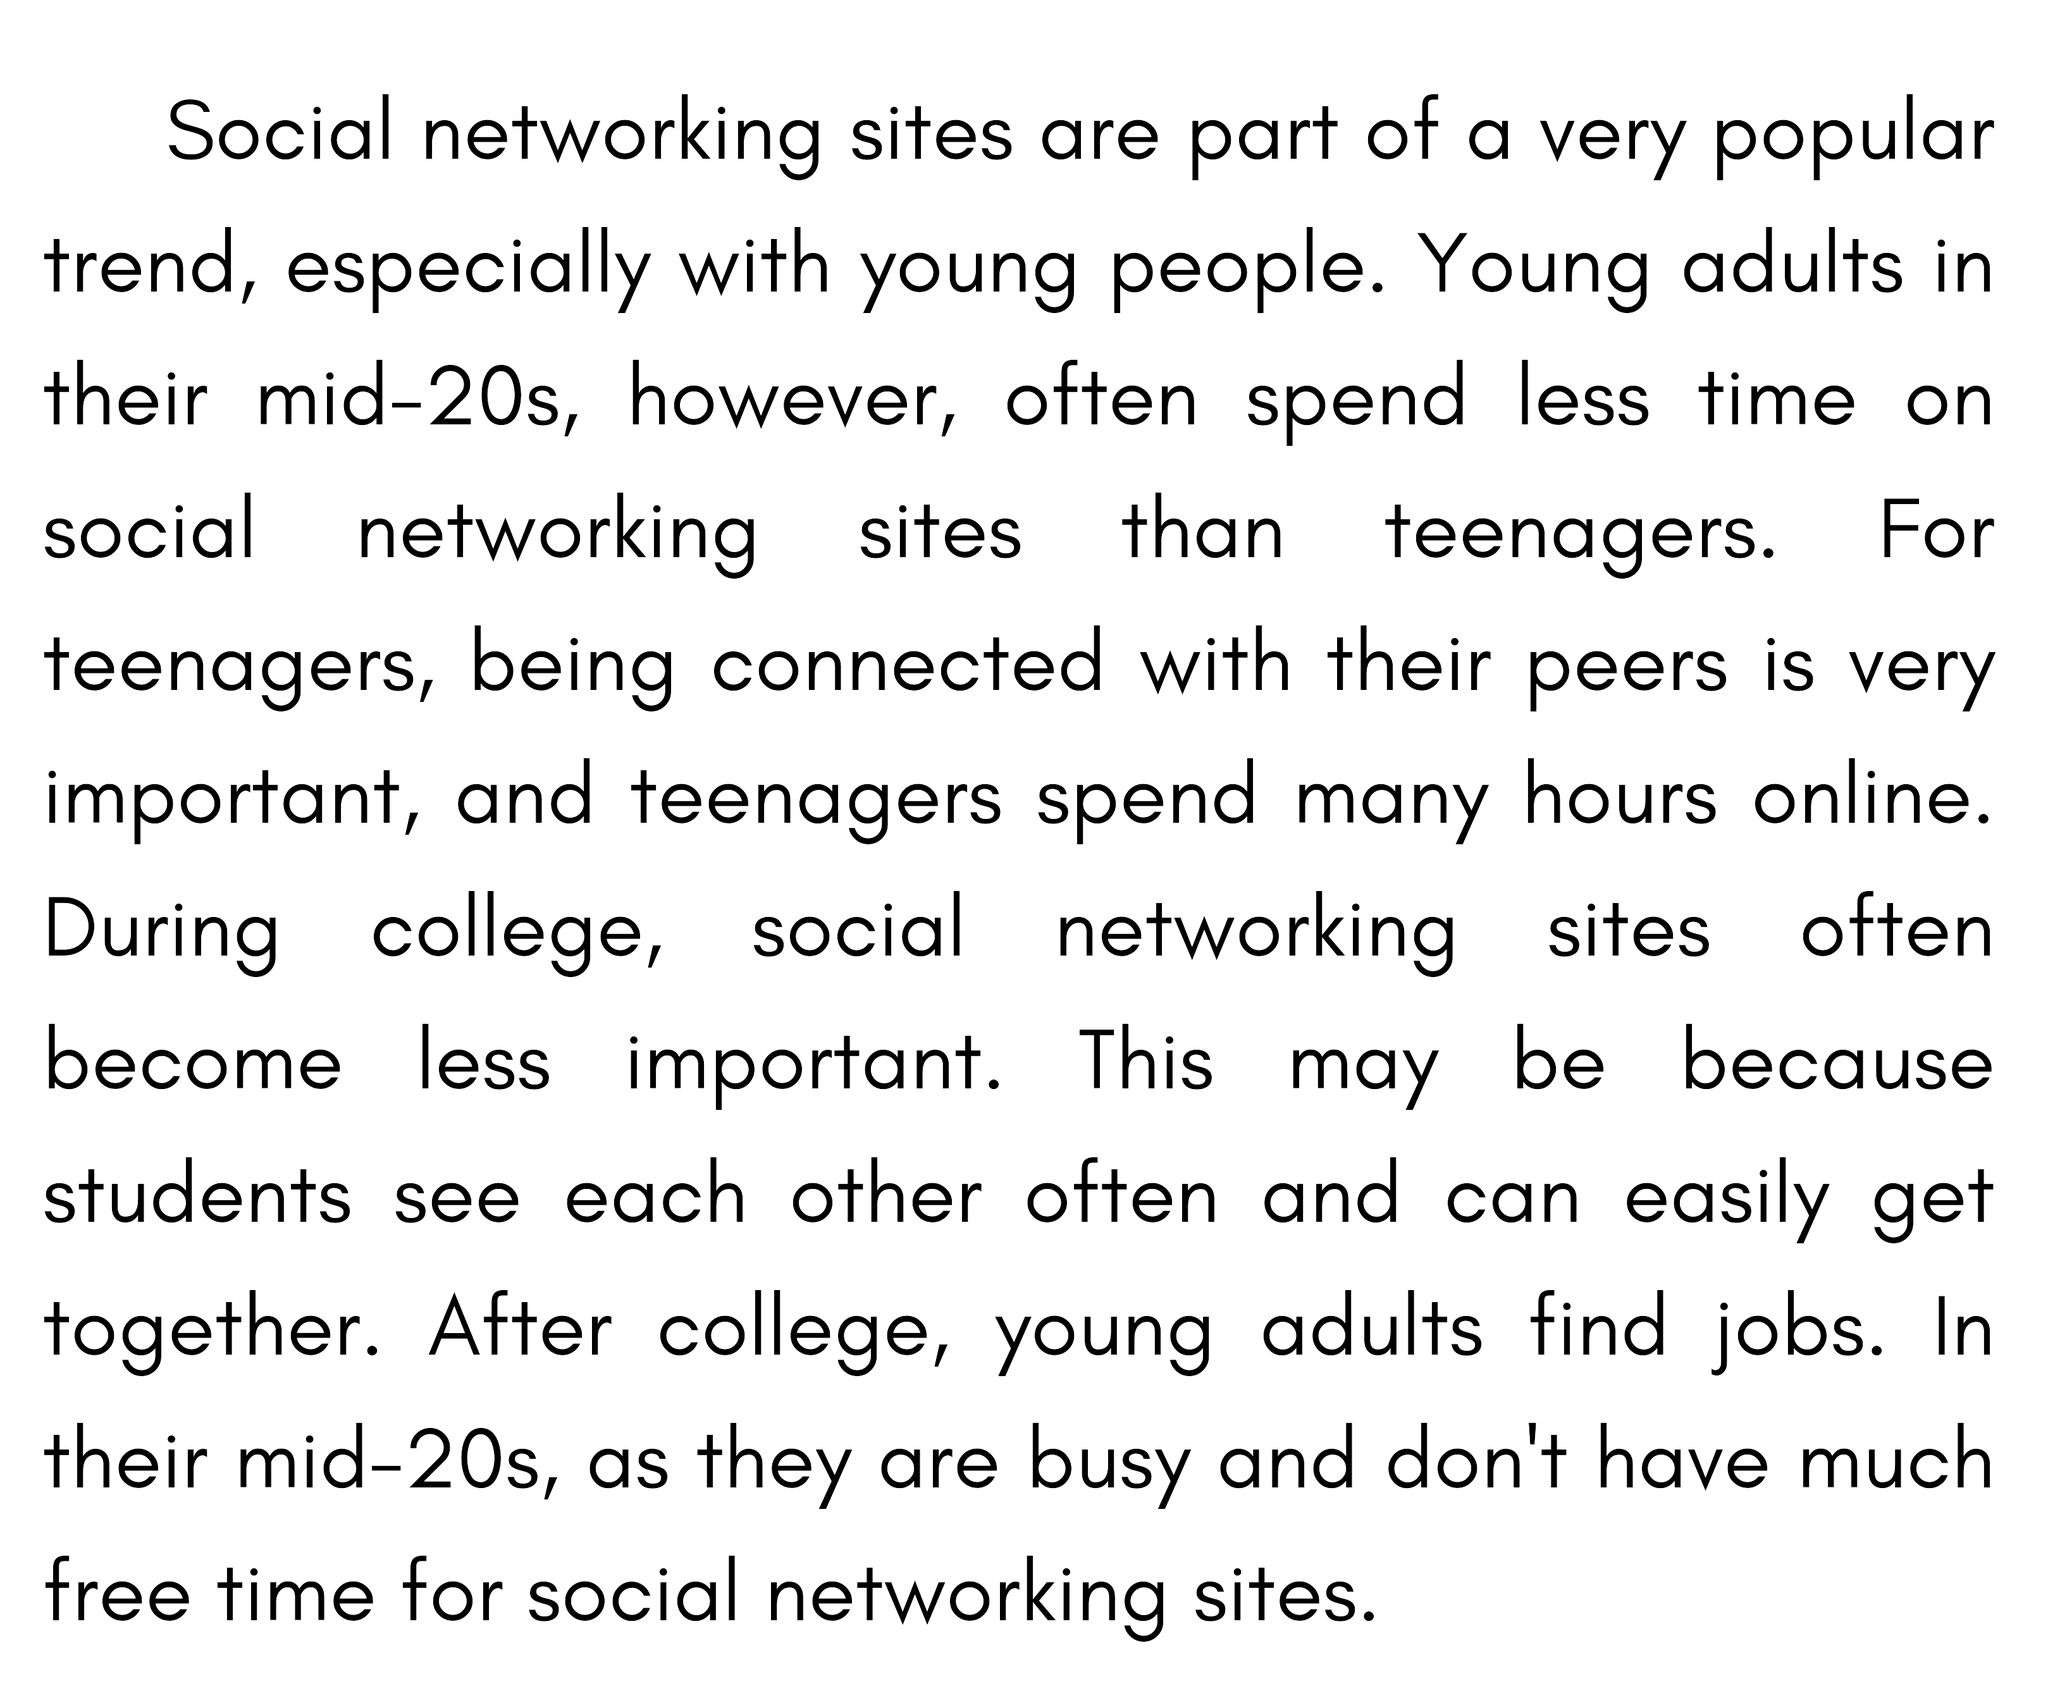 Social networking sites are part of a very popular
trend, especially with young people. Young adults in
their mid-20s, however, often spend less time on
social networking sites than teenagers. For
teenagers, being connected with their peers is very
important, and teenagers spend many hours online.
During college, social networking sites often
become less important. This may be because
students see each other often and can easily get
together. After college, young adults find jobs. In
their mid-20s, as they are busy and don't have much
free time for social networking sites.